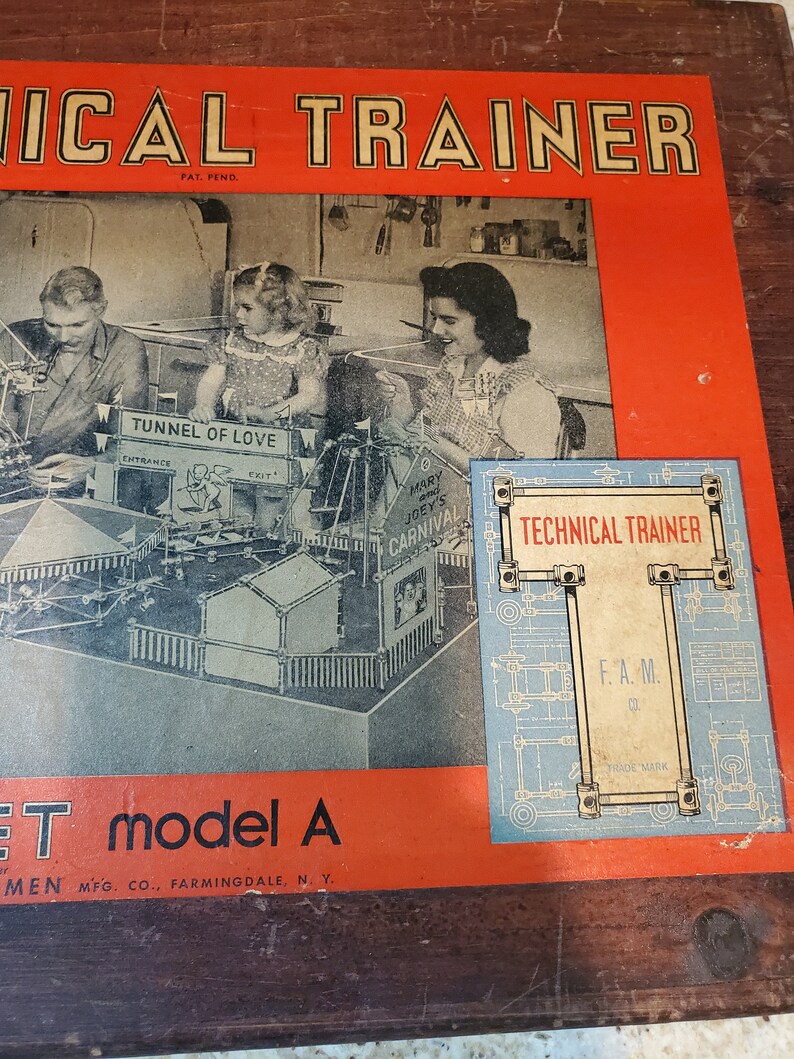 NICAL TRAINER
PAT. PEND.
TUNNEL OF LOVE
ENTRANCE
EXIT
MARY
and
JOEY'S
CARNIVAL
TECHNICAL TRAINER
F. A. M.
CO.
TRADE MARK
ET model A
MEN MFG. CO., FARMINGDALE, N. Y.